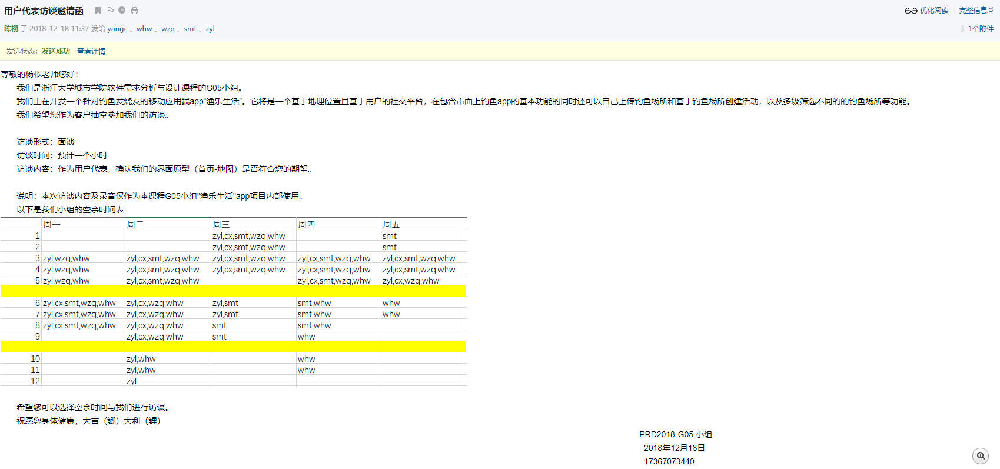 用户代表访谈邀请函
优化阅读 完整信息
陈栩 于 2018-12-18 11:37 发给 yangc 、 whw 、 wzq 、 smt 、 zyl
1个附件
发送状态： 发送成功 查看详情
尊敬的杨枨老师您好：
我们是浙江大学城市学院软件需求分析与设计课程的G05小组。
我们正在开发一个针对钓鱼发烧友的移动应用端app“渔乐生活”。它将是一个基于地理位置且基于用户的社交平台，在包含市面上钓鱼app的基本功能的同时还可以自己上传钓鱼场所和基于钓鱼场所创建活动，以及多级筛选不同的的钓鱼场所等功能。
我们希望您作为客户抽空参加我们的访谈。
访谈形式：面谈
访谈时间：预计一个小时
访谈内容：作为用户代表，确认我们的界面原型（首页-地图）是否符合您的期望。
说明：本次访谈内容及录音仅作为本课程G05小组"渔乐生活"app项目内部使用。
以下是我们小组的空余时间表
周一 周二 周三 周四 周五
1 zyl,cx,smt,wzq,whw smt
2 zyl,cx,smt,wzq,whw smt
3 zyl,wzq,whw zyl,cx,smt,wzq,whw zyl,cx,smt,wzq,whw zyl,cx,smt,wzq,whw zyl,cx,smt,wzq,whw
4 zyl,wzq,whw zyl,cx,smt,wzq,whw zyl,cx,smt,wzq,whw zyl,cx,smt,wzq,whw zyl,cx,smt,wzq,whw
5 zyl,wzq,whw zyl,cx,smt,wzq,whw zyl,cx,smt,wzq,whw zyl,cx,wzq,whw
6 zyl,cx,smt,wzq,whw zyl,cx,wzq,whw zyl,smt smt,whw whw
7 zyl,cx,smt,wzq,whw zyl,cx,wzq,whw zyl,smt smt,whw whw
8 zyl,cx,smt,wzq,whw zyl,cx,wzq,whw smt smt,whw
9 zyl,cx,wzq,whw smt whw
10 zyl,whw whw
11 zyl,whw whw
12 zyl
希望您可以选择空余时间与我们进行访谈。
祝愿您身体健康，大吉（鲫）大利（鲤）
PRD2018-G05 小组
2018年12月18日
17367073440